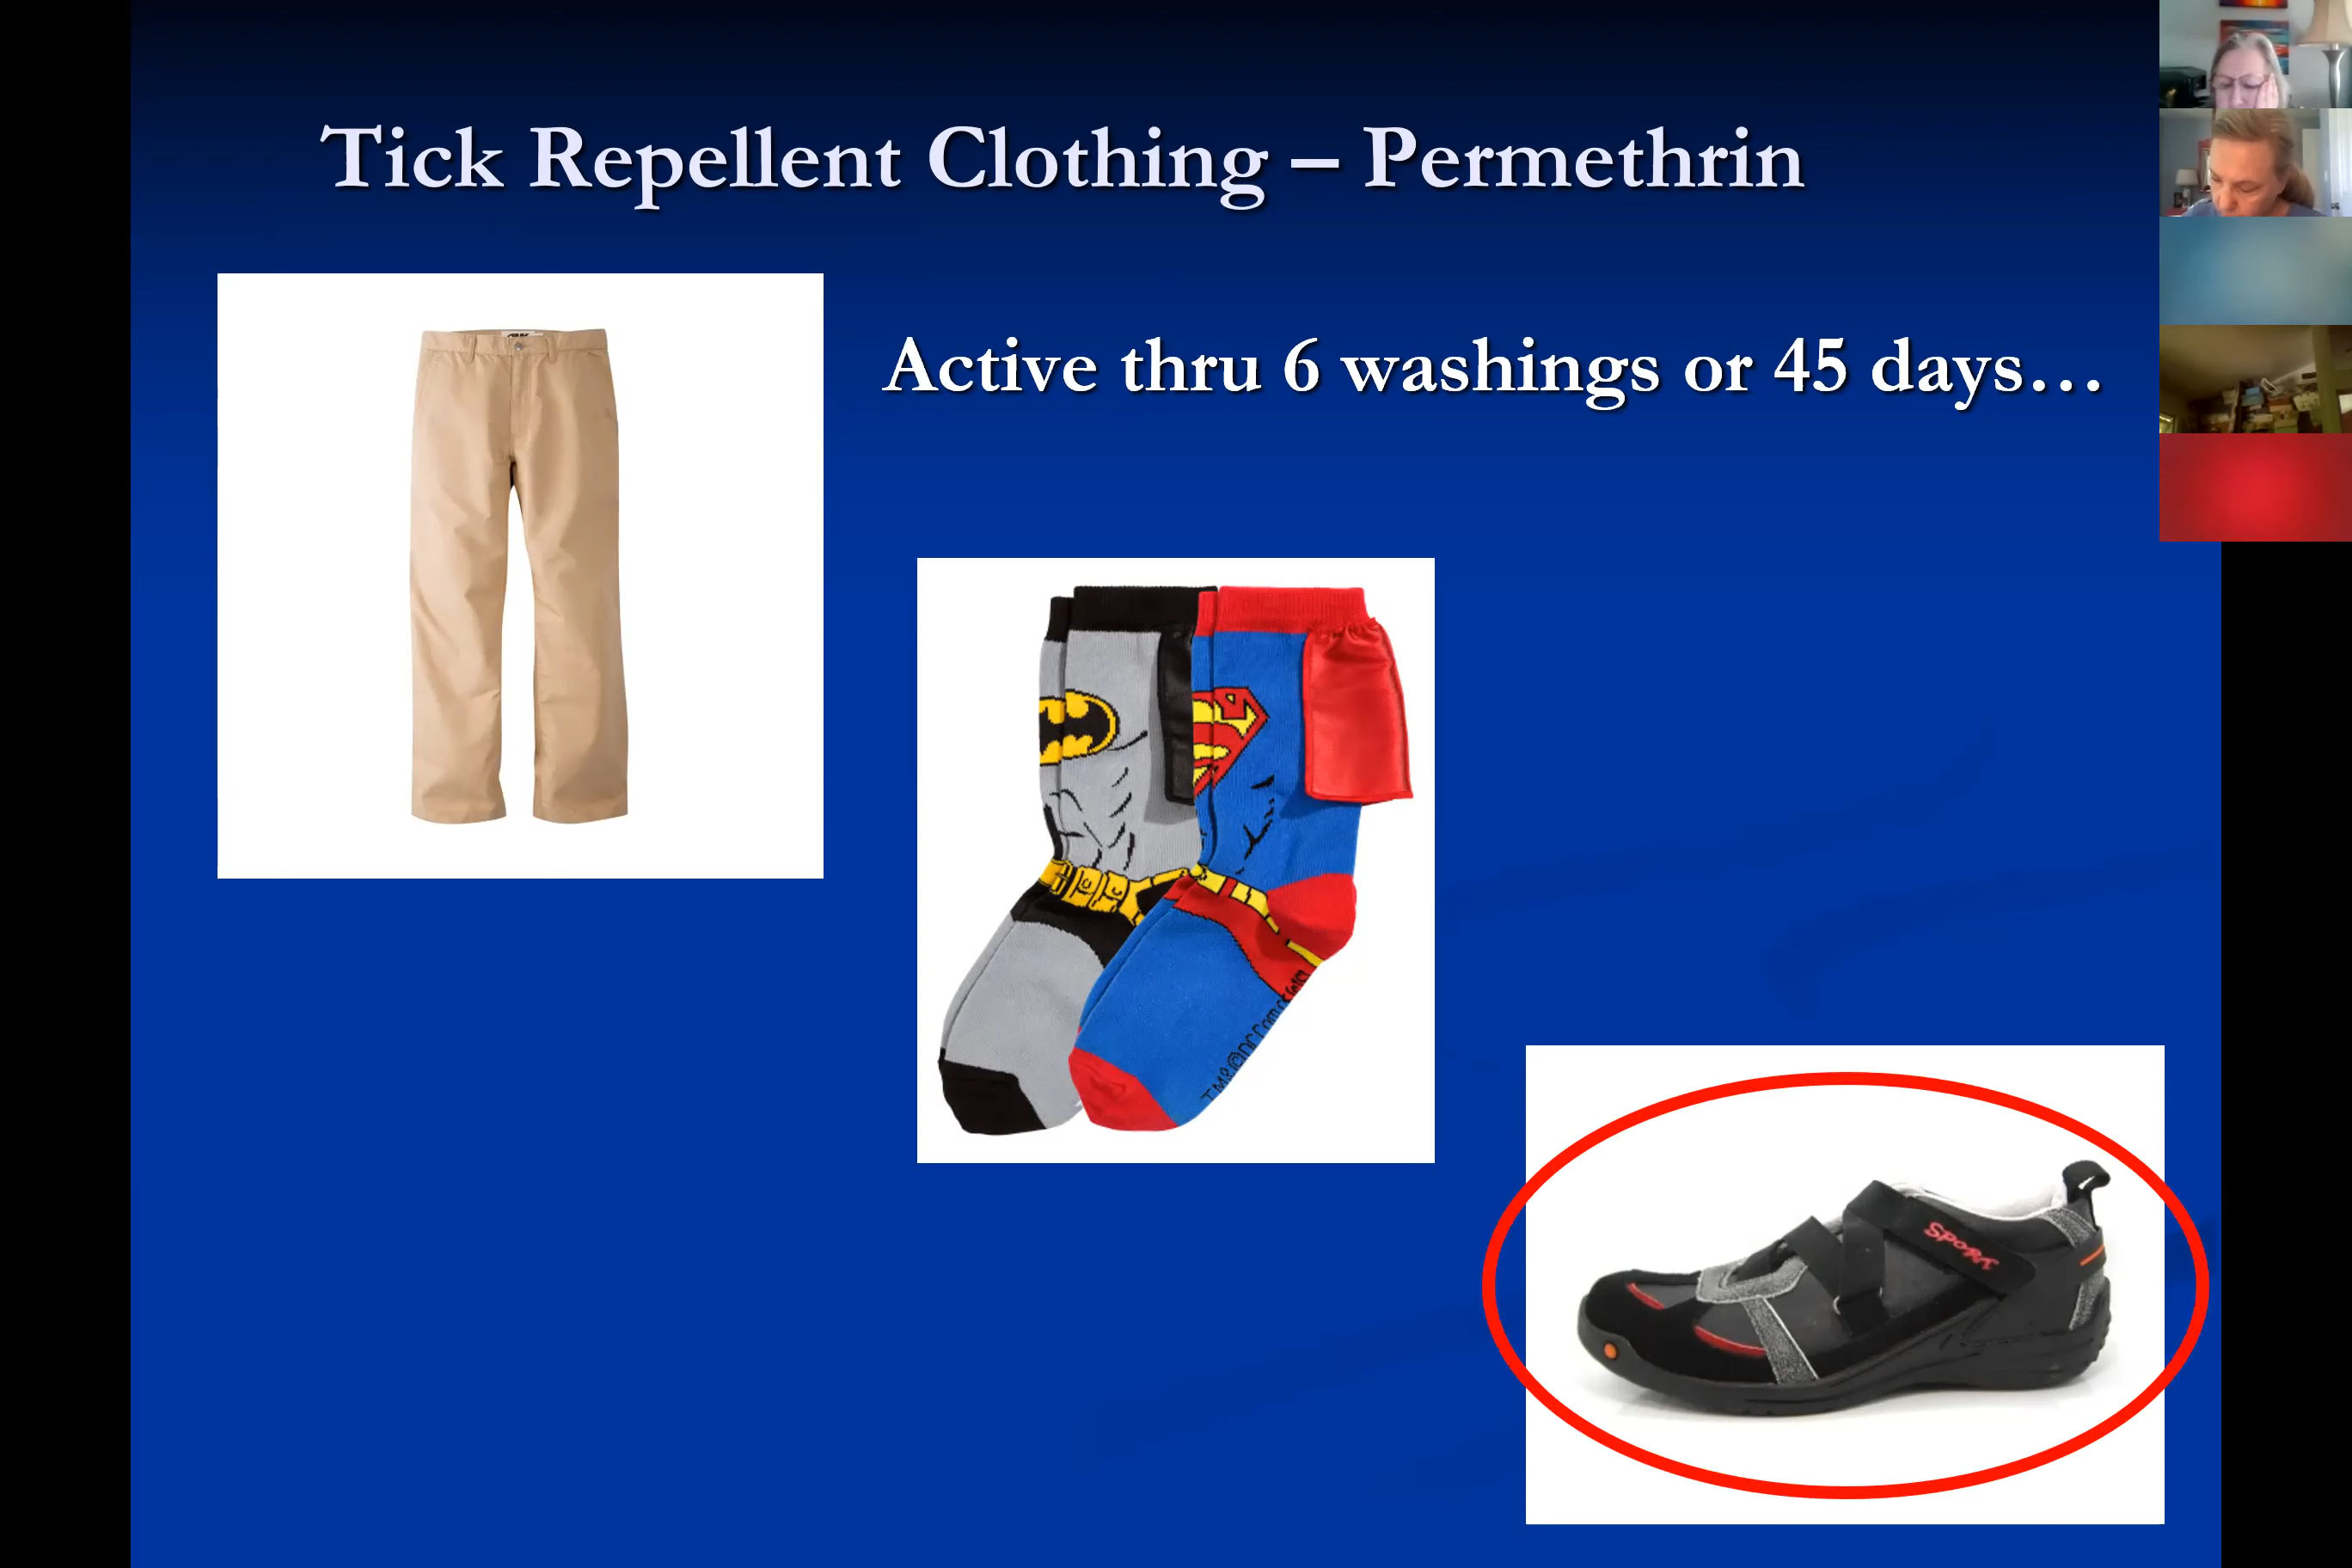 Tick Repellent Clothing – Permethrin
Active thru 6 washings or 45 days…
SPORT